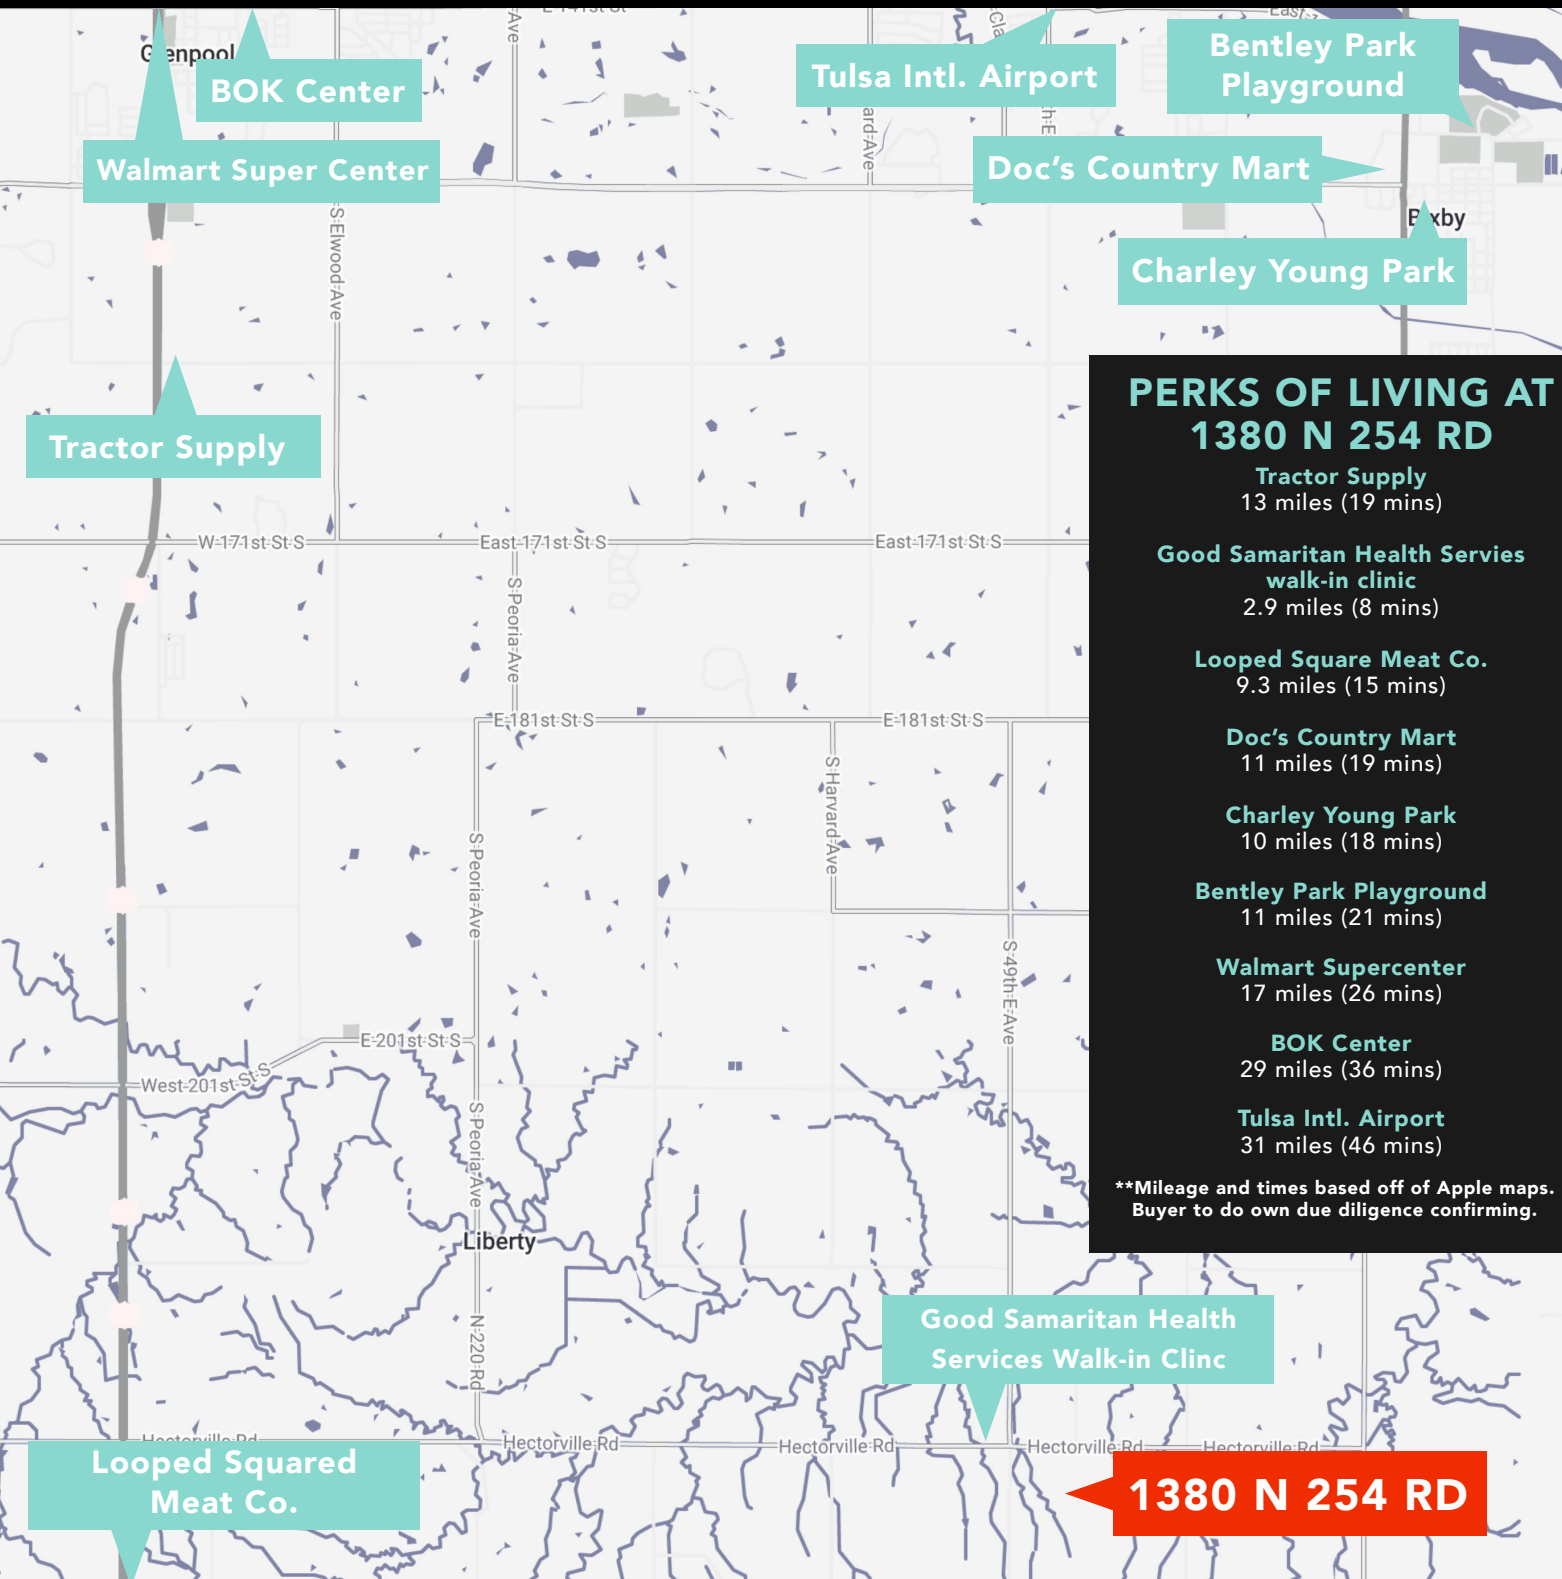 E 141st St
East
Glenpool
BOK Center
Tulsa Intl. Airport
Bentley Park
Playground
Walmart Super Center
Doc's Country Mart
Bixby
S Elwood Ave
Charley Young Park
Tractor Supply
W 171st St S
East 171st St S
East 171st St S
S Peoria Ave
E 181st St S
E 181st St S
S Harvard Ave
S Peoria Ave
S 49th E Ave
E 201st St S
West 201st St S
S Peoria Ave
Liberty
N 220 Rd
PERKS OF LIVING AT
1380 N 254 RD
Tractor Supply
13 miles (19 mins)
Good Samaritan Health Servies
walk-in clinic
2.9 miles (8 mins)
Looped Square Meat Co.
9.3 miles (15 mins)
Doc's Country Mart
11 miles (19 mins)
Charley Young Park
10 miles (18 mins)
Bentley Park Playground
11 miles (21 mins)
Walmart Supercenter
17 miles (26 mins)
BOK Center
29 miles (36 mins)
Tulsa Intl. Airport
31 miles (46 mins)
**Mileage and times based off of Apple maps.
Buyer to do own due diligence confirming.
Good Samaritan Health
Services Walk-in Clinc
Hectorville Rd
Hectorville Rd
Hectorville Rd
Hectorville Rd
Hectorville Rd
Looped Squared
Meat Co.
1380 N 254 RD